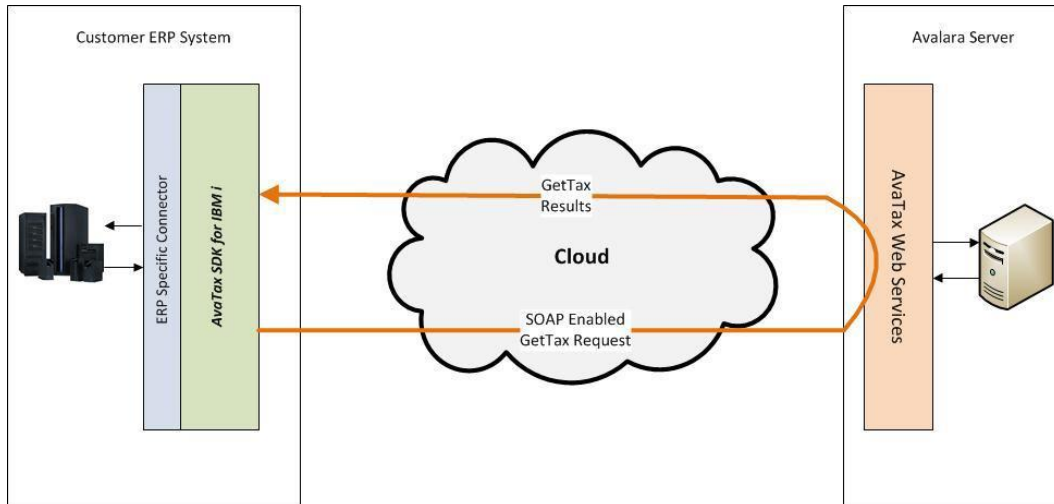 Customer ERP System
Avalara Server
ERP Specific Connector
AvaTax SDK for IBM i
GetTax
Results
Cloud
SOAP Enabled
GetTax Request
AvaTax Web Services